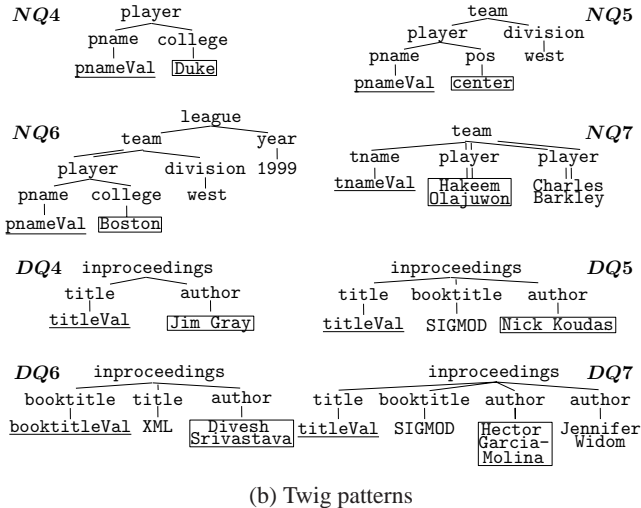 NQ4
player
pname college
pnameVal Duke
NQ5
team
player division
pname pos west
pnameVal center
NQ6
league
team year
player division 1999
pname college west
pnameVal Boston
NQ7
team
tname player player
tnameVal Hakeem Charles
Olajuwon Barkley
DQ4
inproceedings
title author
titleVal Jim Gray
DQ5
inproceedings
title booktitle author
titleVal SIGMOD Nick Koudas
DQ6
inproceedings
booktitle title author
booktitleVal XML Divesh
Srivastava
DQ7
inproceedings
title booktitle author author
titleVal SIGMOD Hector Jennifer
Garcia- Widom
Molina
(b) Twig patterns